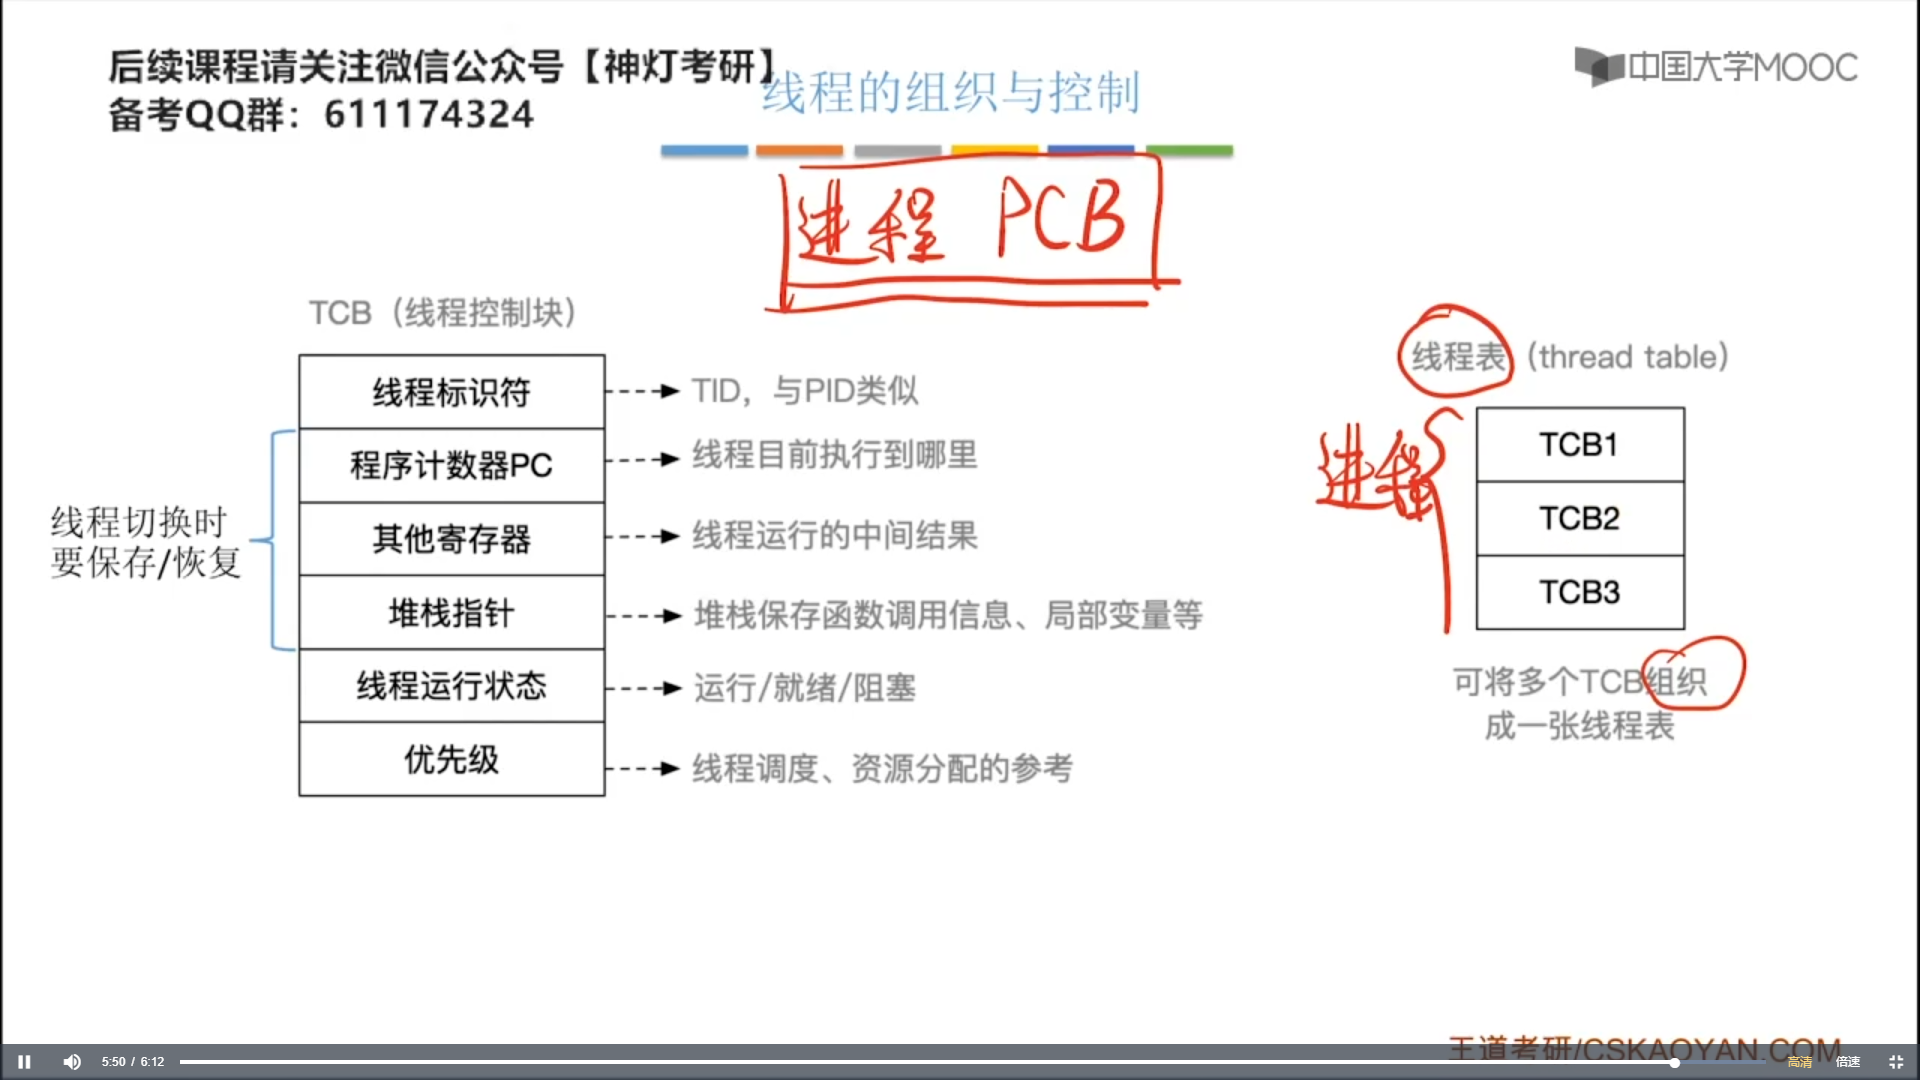 后续课程请关注微信公众号【神灯考研】
备考QQ群：611174324
中国大学MOOC
线程的组织与控制
进程 PCB
TCB（线程控制块）
线程标识符
TID，与PID类似
程序计数器PC
线程目前执行到哪里
其他寄存器
线程运行的中间结果
堆栈指针
堆栈保存函数调用信息、局部变量等
线程运行状态
运行/就绪/阻塞
优先级
线程调度、资源分配的参考
线程切换时
要保存/恢复
线程表（thread table）
进程
TCB1
TCB2
TCB3
可将多个TCB组织
成一张线程表
王道考研/CSKAOYAN.COM
5:50 / 6:12
高清
倍速